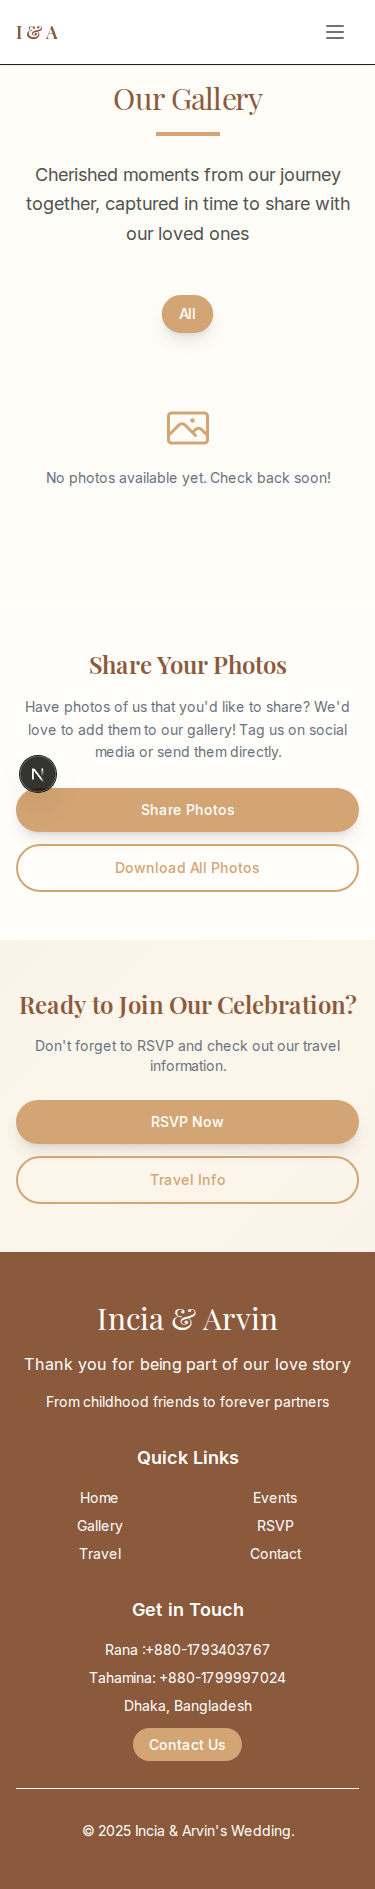 I & A
Our Gallery
Cherished moments from our journey
together, captured in time to share with
our loved ones
All
No photos available yet. Check back soon!
Share Your Photos
Have photos of us that you'd like to share? We'd
love to add them to our gallery! Tag us on social
media or send them directly.
N
Share Photos
Download All Photos
Ready to Join Our Celebration?
Don't forget to RSVP and check out our travel
information.
RSVP Now
Travel Info
Incia & Arvin
Thank you for being part of our love story
From childhood friends to forever partners
Quick Links
Home Events
Gallery RSVP
Travel Contact
Get in Touch
Rana :+880-1793403767
Tahamina: +880-1799997024
Dhaka, Bangladesh
Contact Us
© 2025 Incia & Arvin's Wedding.